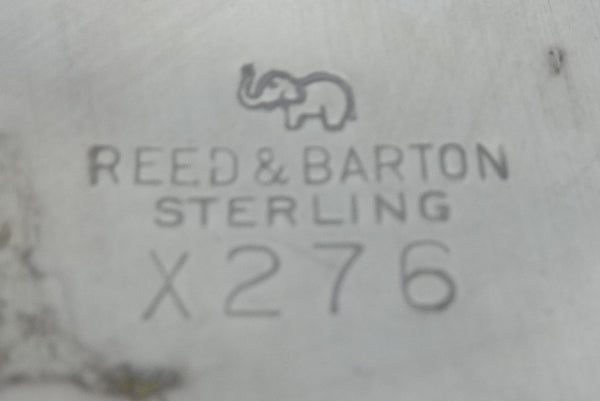 REED & BARTON
STERLING
X276